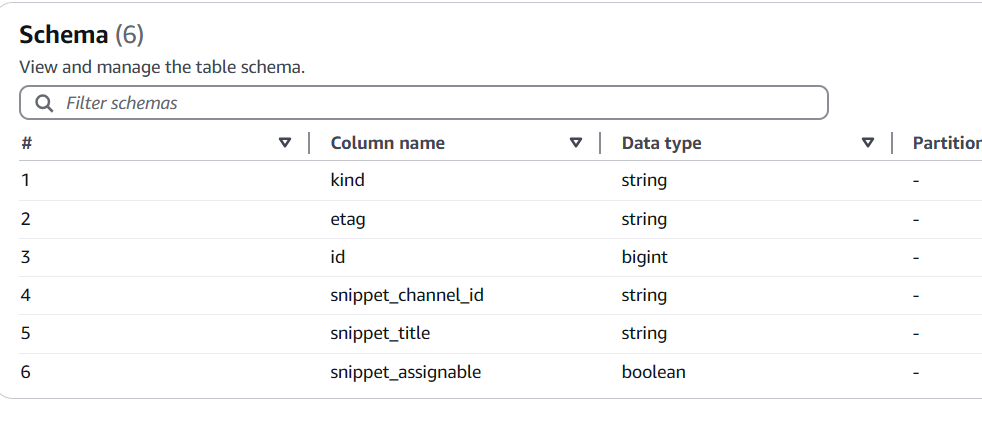 Schema (6)
View and manage the table schema.
Filter schemas
# Column name Data type Partition
1 kind string -
2 etag string -
3 id bigint -
4 snippet_channel_id string -
5 snippet_title string -
6 snippet_assignable boolean -